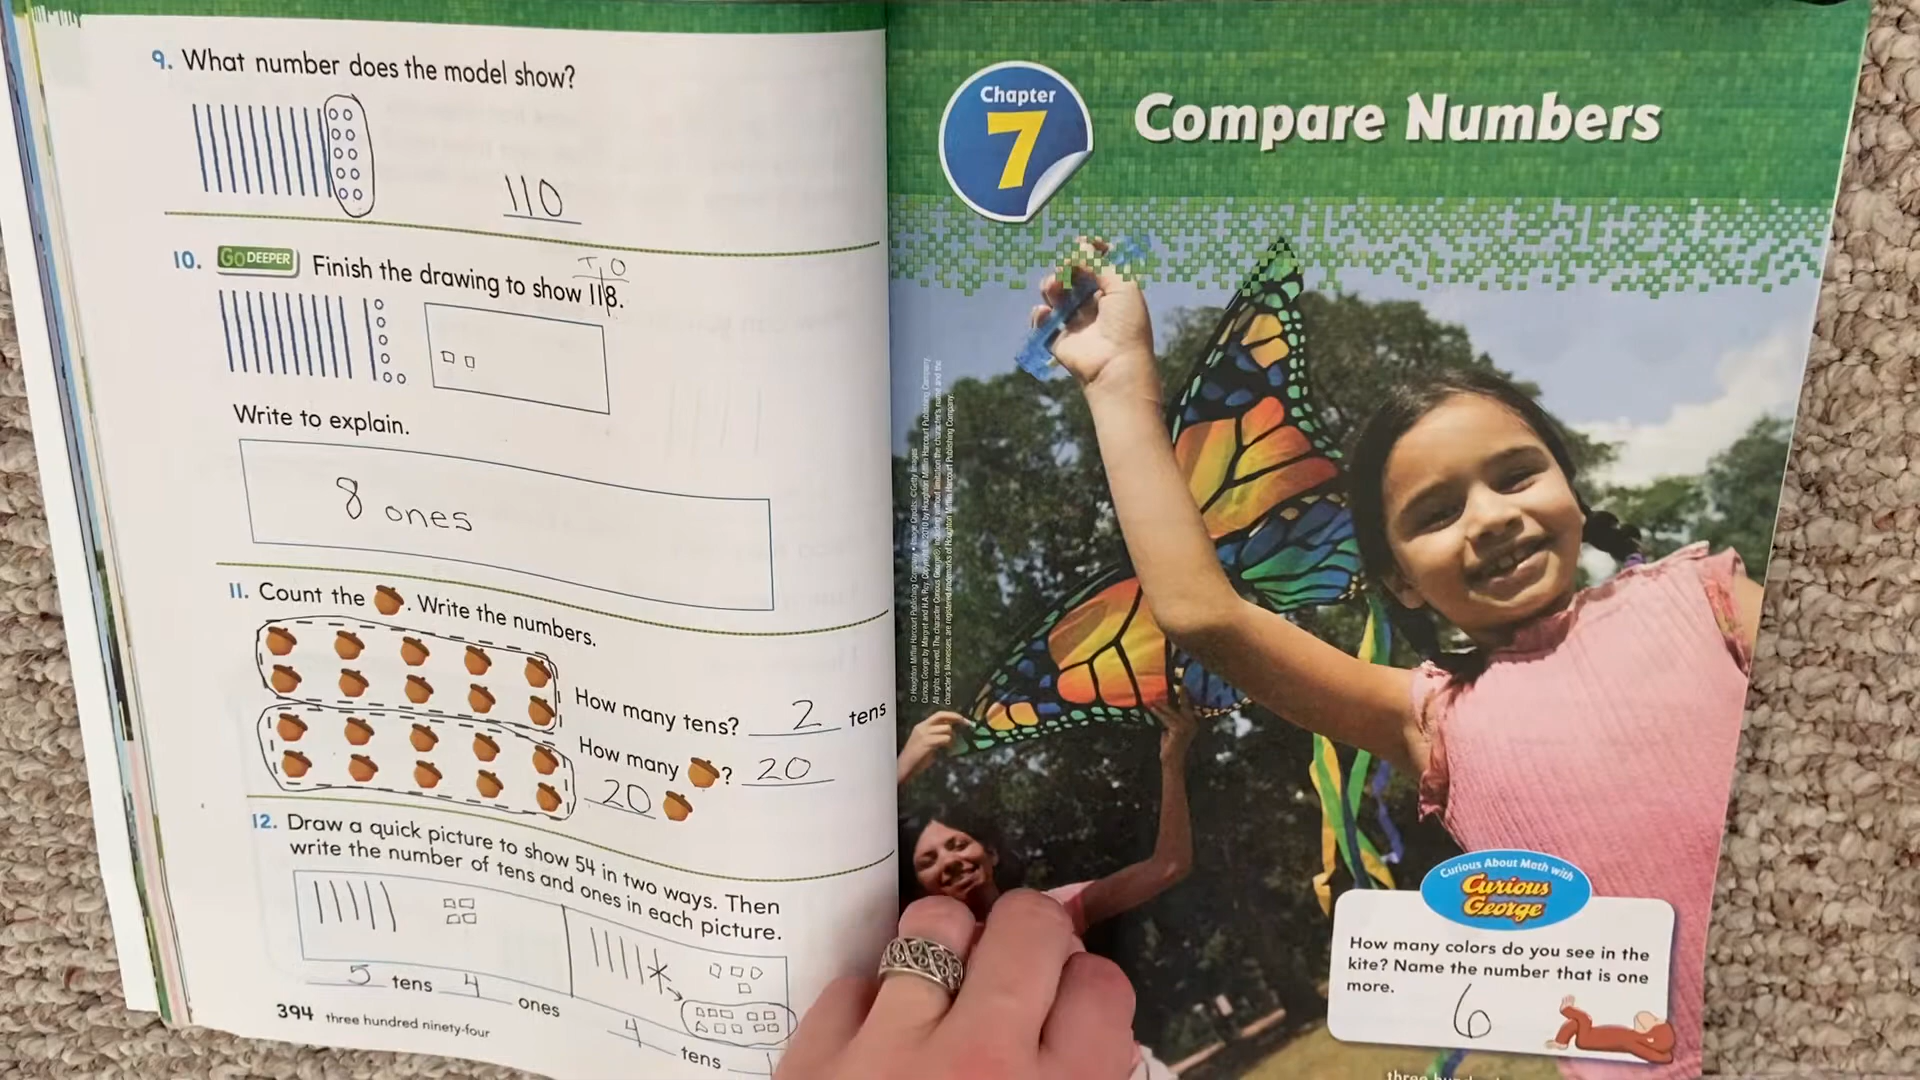 9. What number does the model show?
110
10. GO DEEPER Finish the drawing to show 118.
T O
Write to explain.
8 ones
11. Count the . Write the numbers.
How many tens? 2 tens
How many ? 20
20
12. Draw a quick picture to show 54 in two ways. Then
write the number of tens and ones in each picture.
5 tens 4 ones
4 tens
394 three hundred ninety-four
Chapter
7
Compare Numbers
Curious About Math with
Curious
George
How many colors do you see in the
kite? Name the number that is one
more.
6
three